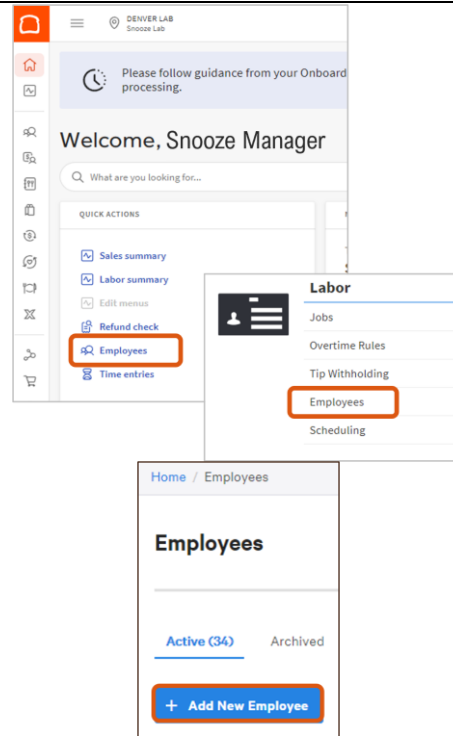 DENVER LAB
Snooze Lab
Please follow guidance from your Onboard
processing.
Welcome, Snooze Manager
What are you looking for...
QUICK ACTIONS
Sales summary
Labor summary
Edit menus
Refund check
Employees
Time entries
Labor
Jobs
Overtime Rules
Tip Withholding
Employees
Scheduling
Home / Employees
Employees
Active (34) Archived
+ Add New Employee